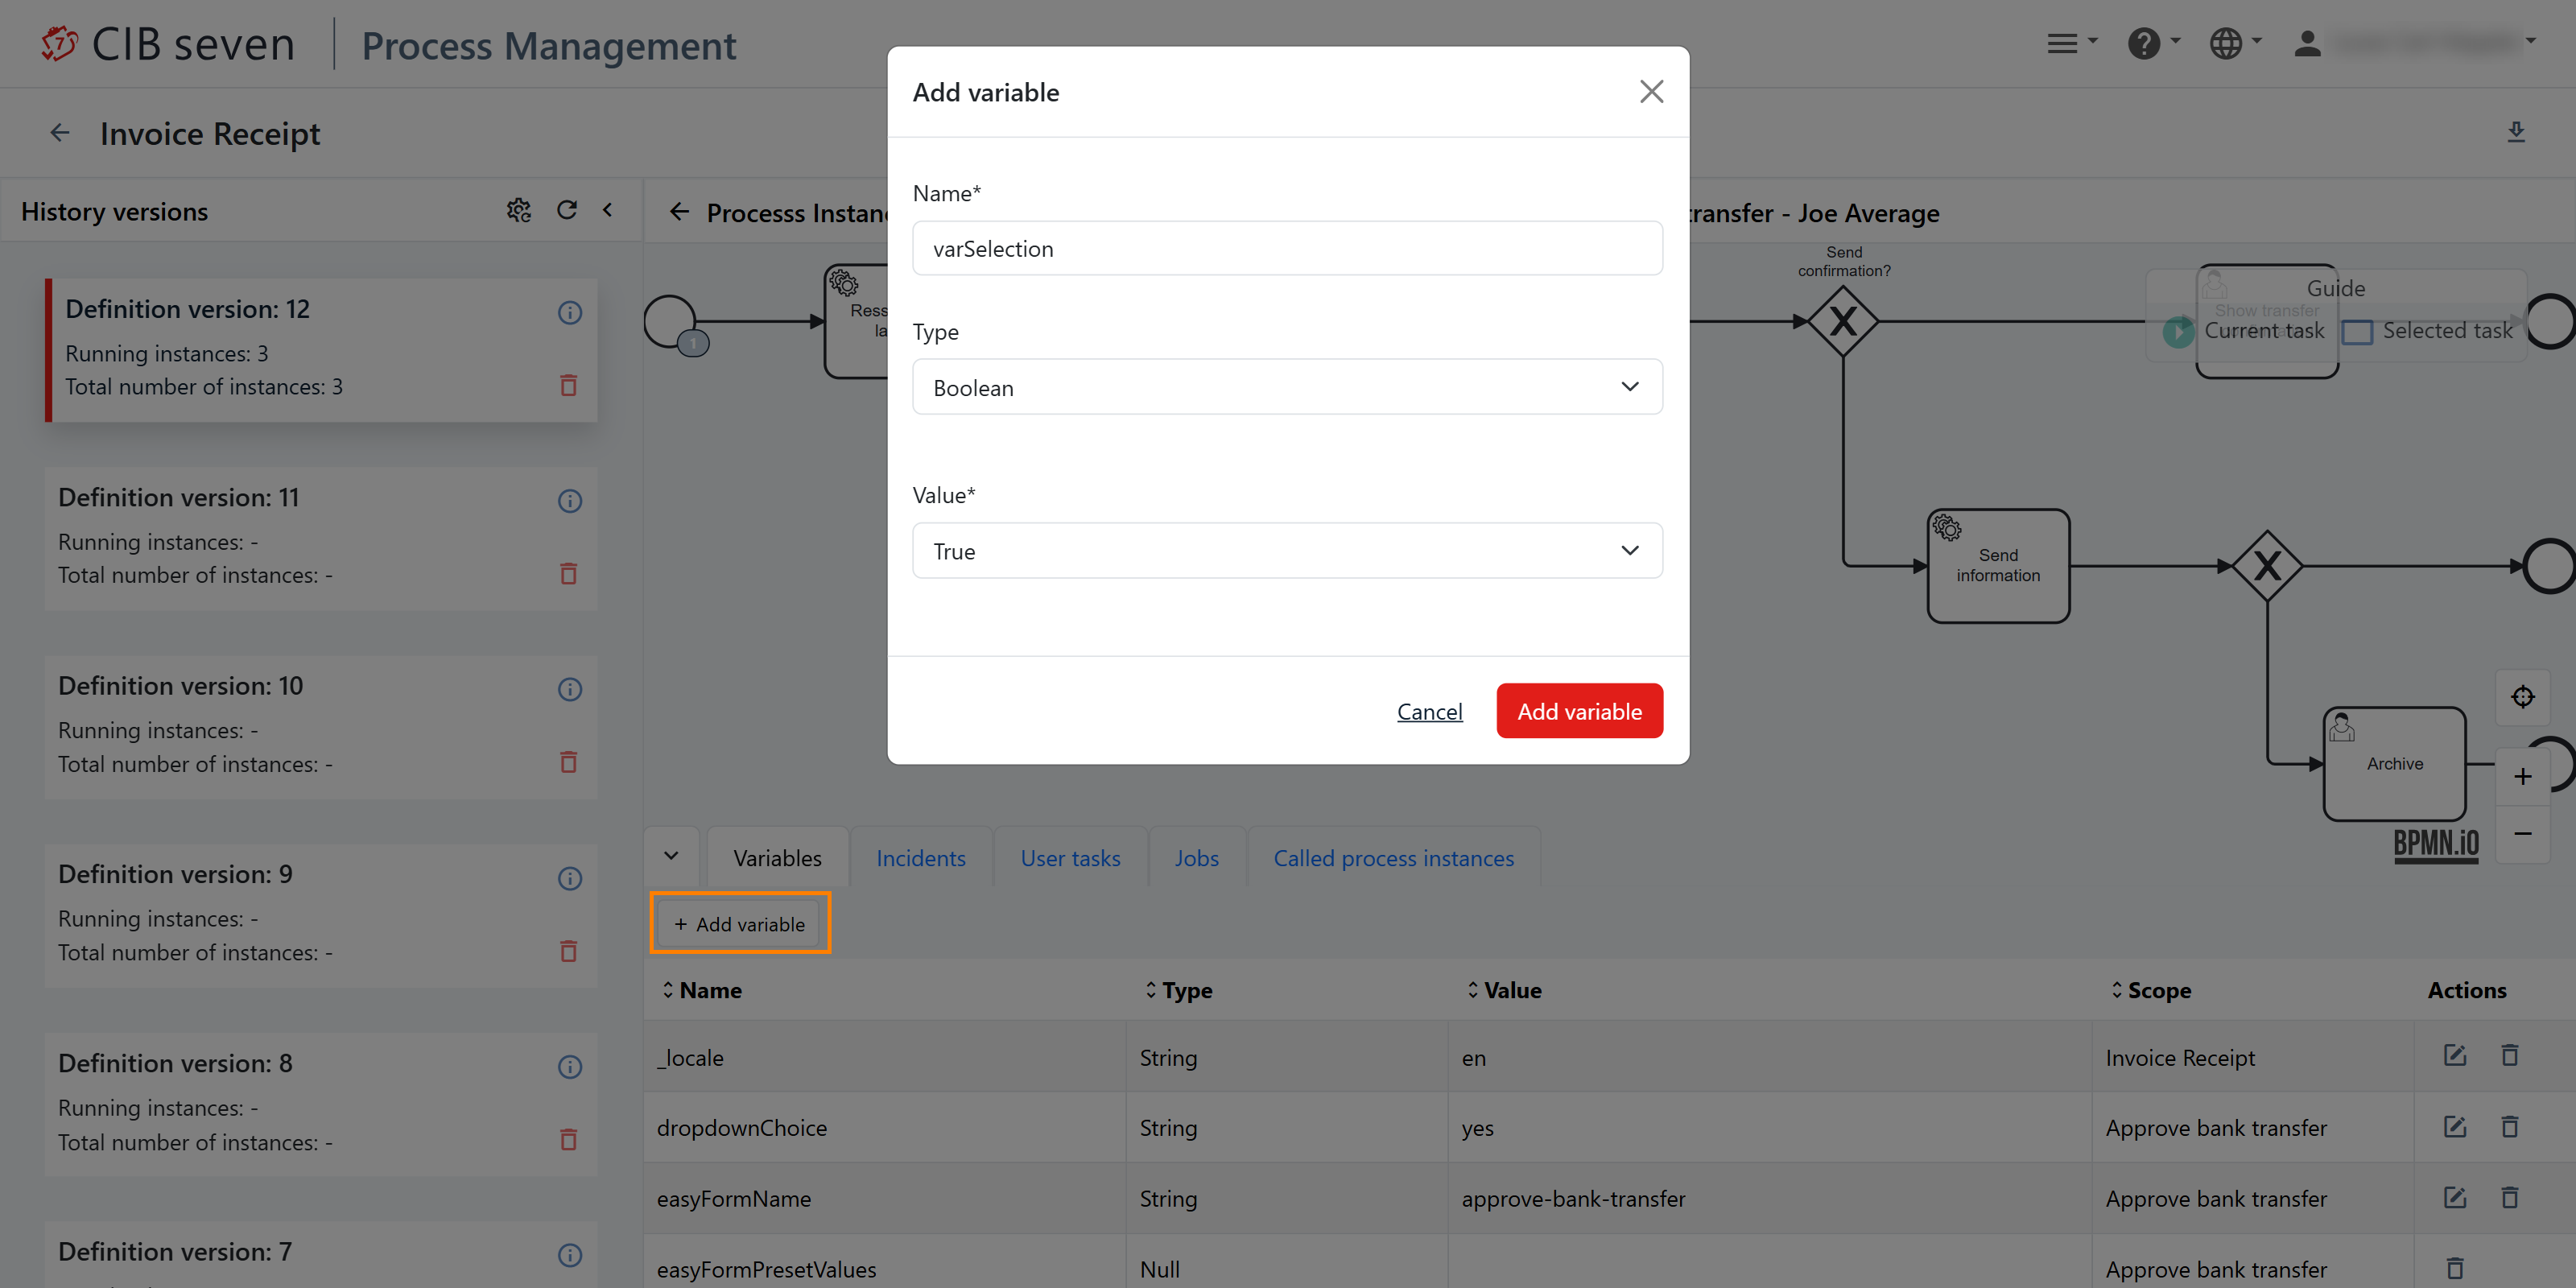 CIB seven
Process Management
Invoice Receipt
History versions
Definition version: 12
Running instances: 3
Total number of instances: 3
Definition version: 11
Running instances: -
Total number of instances: -
Definition version: 10
Running instances: -
Total number of instances: -
Definition version: 9
Running instances: -
Total number of instances: -
Definition version: 8
Running instances: -
Total number of instances: -
Definition version: 7
Processs Instan
transfer - Joe Average
1
Ress
la
Send
confirmation?
Guide
Show transfer
Current task
Selected task
Send
information
Archive
BPMN.iO
Add variable
Name*
varSelection
Type
Boolean
Value*
True
Cancel
Add variable
Variables
Incidents
User tasks
Jobs
Called process instances
+ Add variable
Name Type Value Scope Actions
_locale String en Invoice Receipt
dropdownChoice String yes Approve bank transfer
easyFormName String approve-bank-transfer Approve bank transfer
easyFormPresetValues Null Approve bank transfer